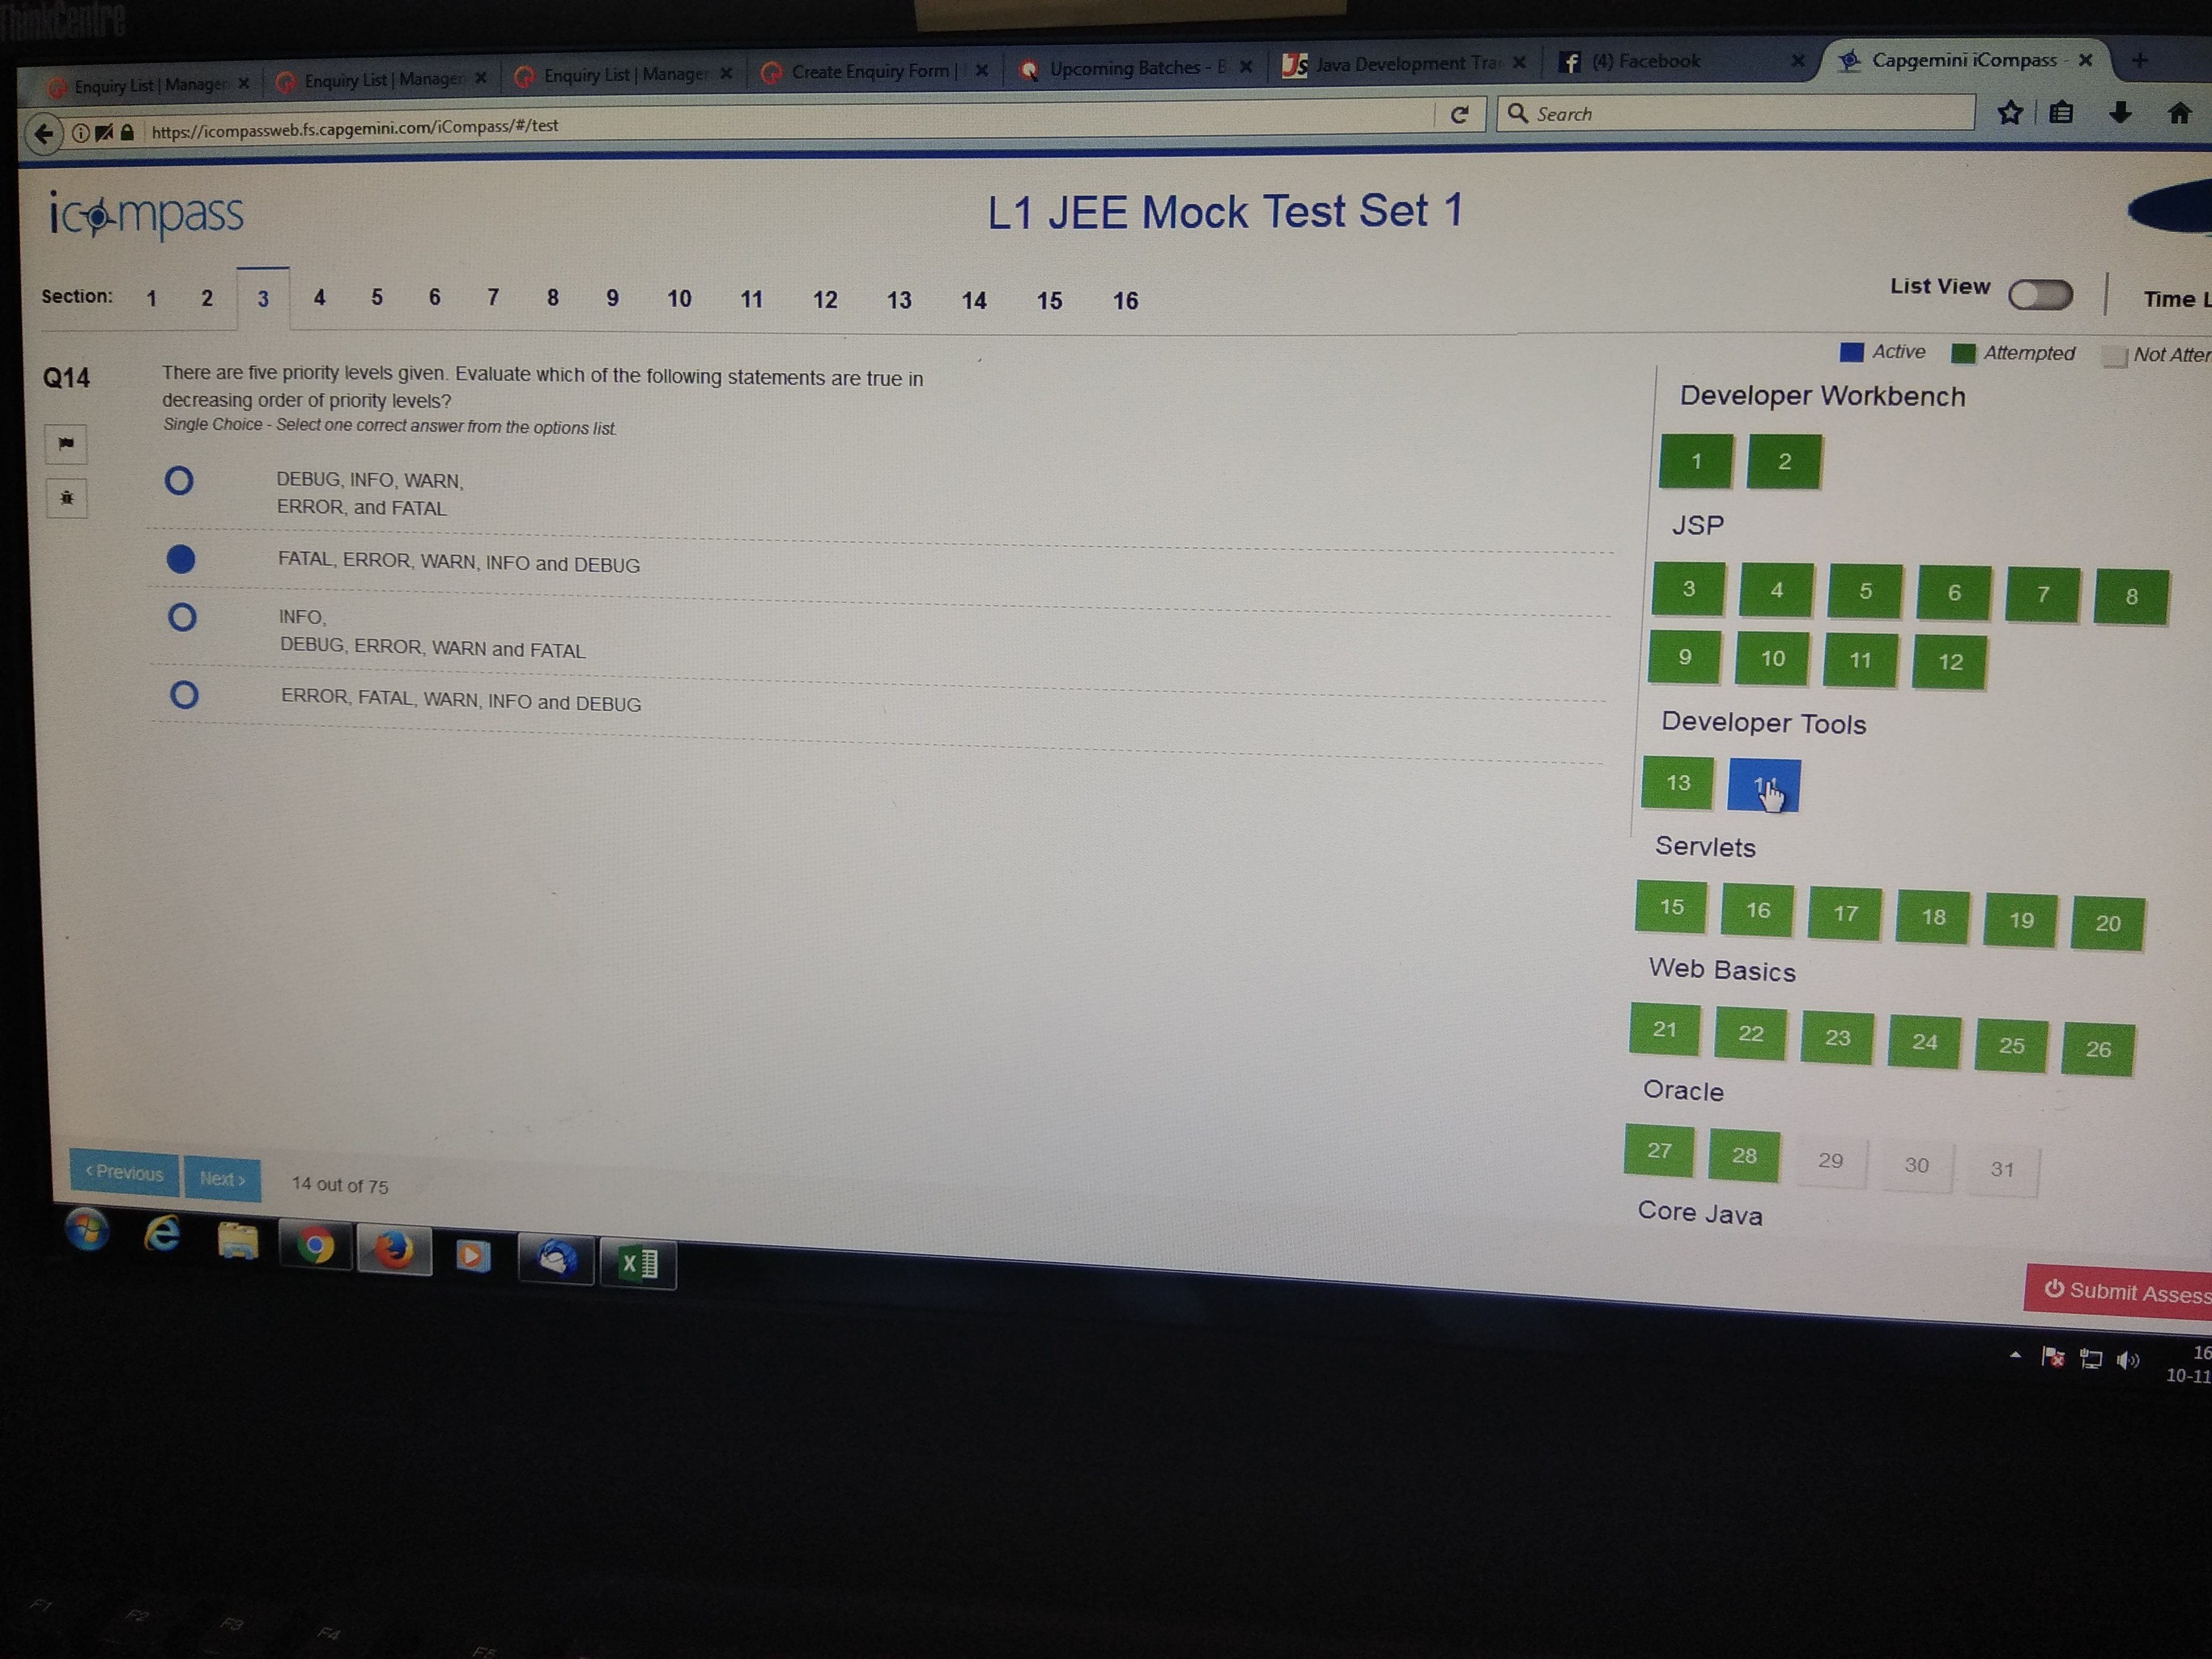 ThinkCentre
Enquiry List | Manager
Enquiry List | Manager
Enquiry List | Manager
Create Enquiry Form |
Upcoming Batches - B
Js Java Development Tra
f (4) Facebook
Capgemini iCompass -
https://icompassweb.fs.capgemini.com/iCompass/#/test
Search
icompass
L1 JEE Mock Test Set 1
Section: 1 2 3 4 5 6 7 8 9 10 11 12 13 14 15 16
List View
Time L
Active Attempted Not Atter
Q14
There are five priority levels given. Evaluate which of the following statements are true in
decreasing order of priority levels?
Single Choice - Select one correct answer from the options list.
DEBUG, INFO, WARN,
ERROR, and FATAL
FATAL, ERROR, WARN, INFO and DEBUG
INFO,
DEBUG, ERROR, WARN and FATAL
ERROR, FATAL, WARN, INFO and DEBUG
Developer Workbench
1 2
JSP
3 4 5 6 7 8
9 10 11 12
Developer Tools
13
Servlets
15 16 17 18 19 20
Web Basics
21 22 23 24 25 26
Oracle
27 28 29 30 31
Core Java
< Previous Next >
14 out of 75
Submit Assess
16
10-11
F1 F2 F3 F4 F5